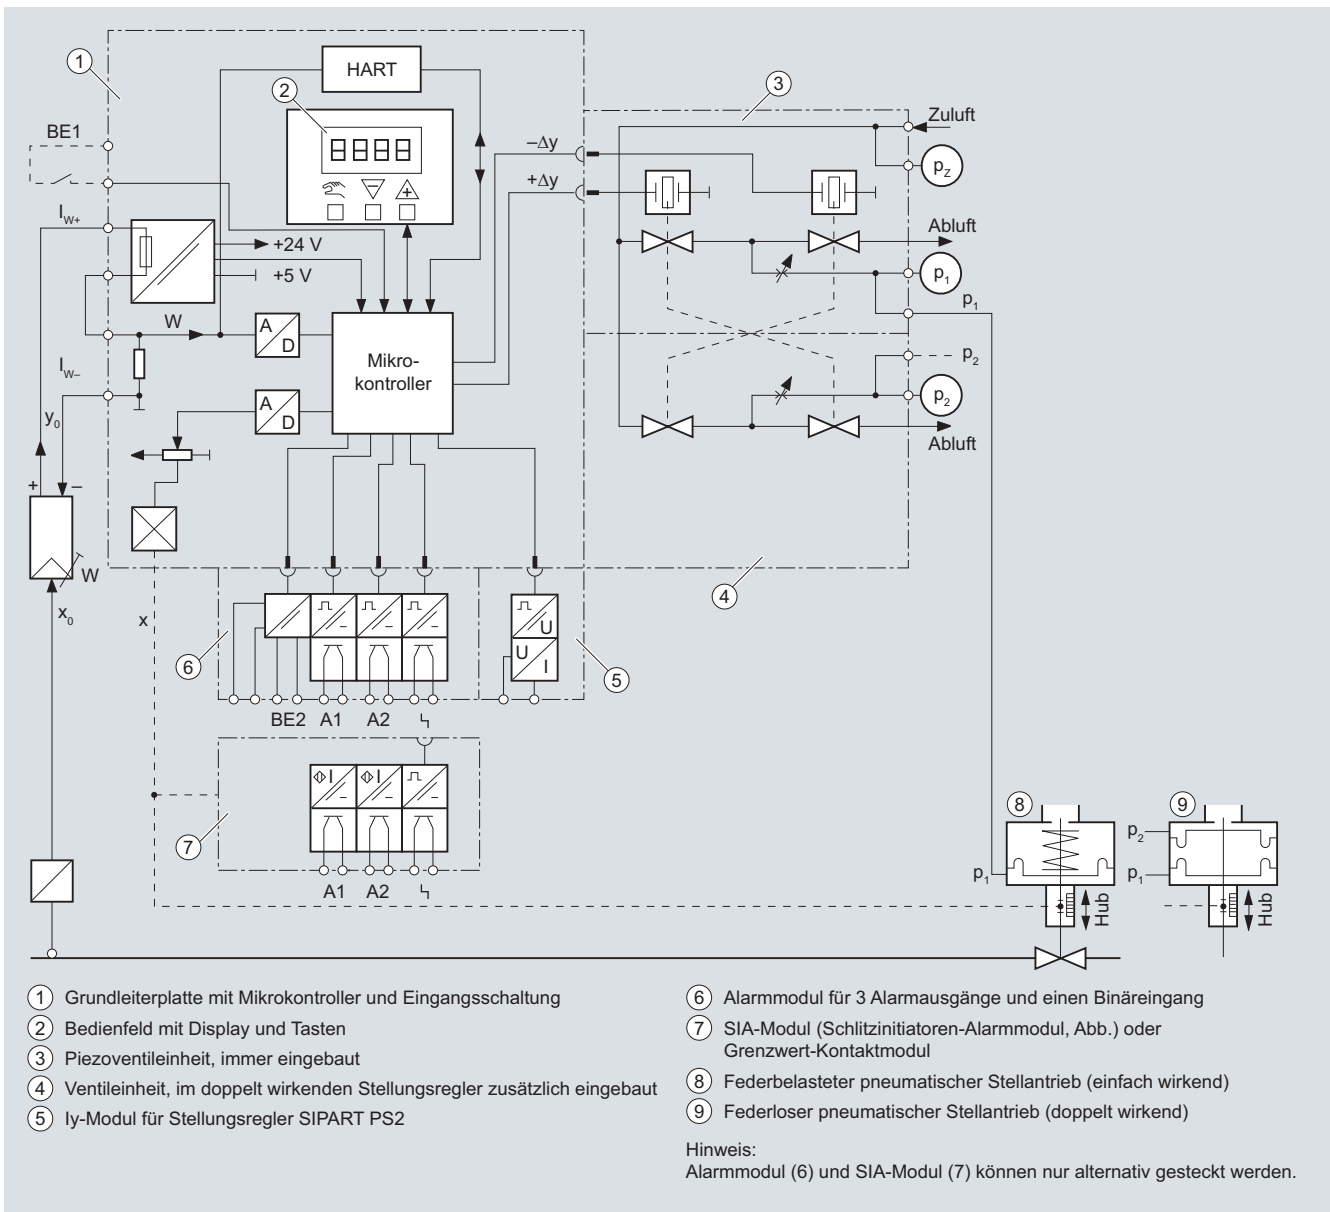 1
HART
2
3
BE1
Zuluft
−Δy
pZ
+Δy
IW+
+24 V
Abluft
+5 V
p1
p1
W
A
D
Mikro-
kontroller
p2
IW–
A
D
p2
y0
Abluft
+
–
W
4
x0
x
U
U
I
6
5
BE2 A1 A2
I
I
7
A1 A2
8
9
p2
p1
p1
Hub
Hub
1 Grundleiterplatte mit Mikrokontroller und Eingangsschaltung
2 Bedienfeld mit Display und Tasten
3 Piezoventileinheit, immer eingebaut
4 Ventileinheit, im doppelt wirkenden Stellungsregler zusätzlich eingebaut
5 Iy-Modul für Stellungsregler SIPART PS2
6 Alarmmodul für 3 Alarmausgänge und einen Binäreingang
7 SIA-Modul (Schlitzinitiatoren-Alarmmodul, Abb.) oder
Grenzwert-Kontaktmodul
8 Federbelasteter pneumatischer Stellantrieb (einfach wirkend)
9 Federloser pneumatischer Stellantrieb (doppelt wirkend)
Hinweis:
Alarmmodul (6) und SIA-Modul (7) können nur alternativ gesteckt werden.